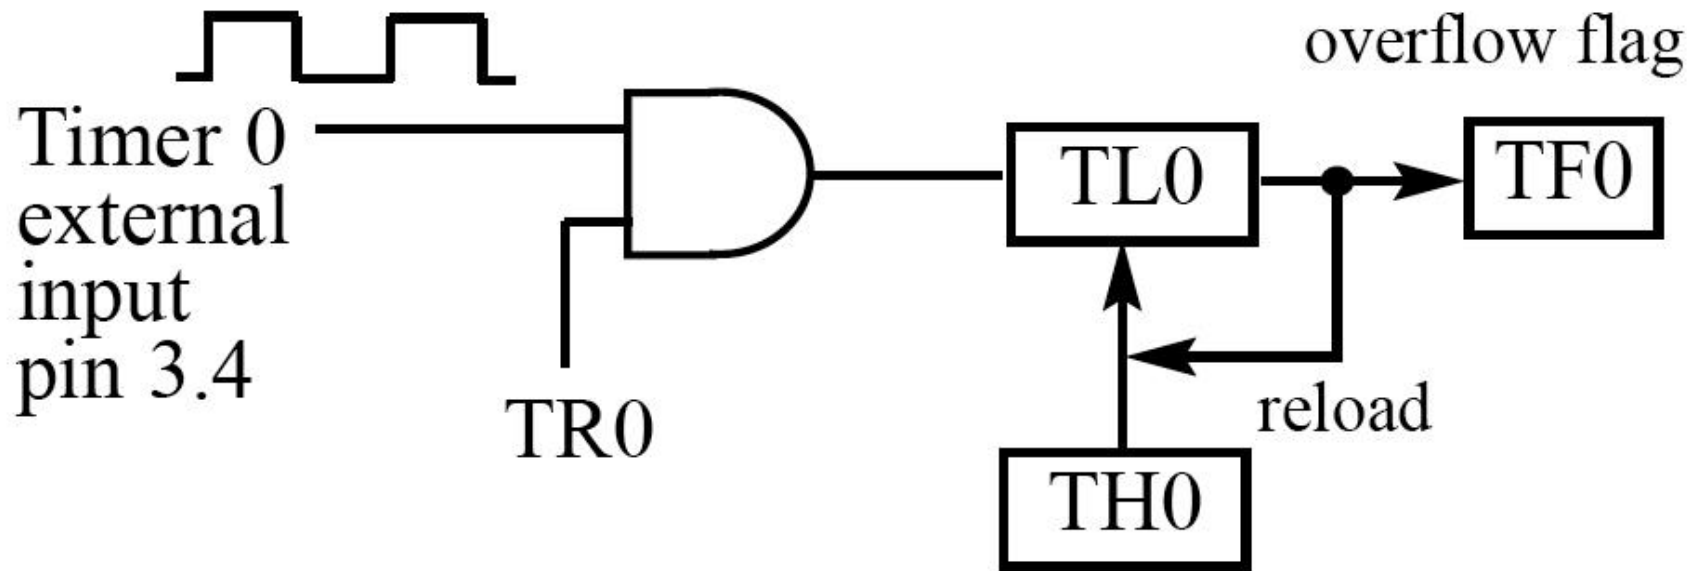 overflow flag
Timer 0
external
input
pin 3.4
TR0
TL0
TF0
reload
TH0